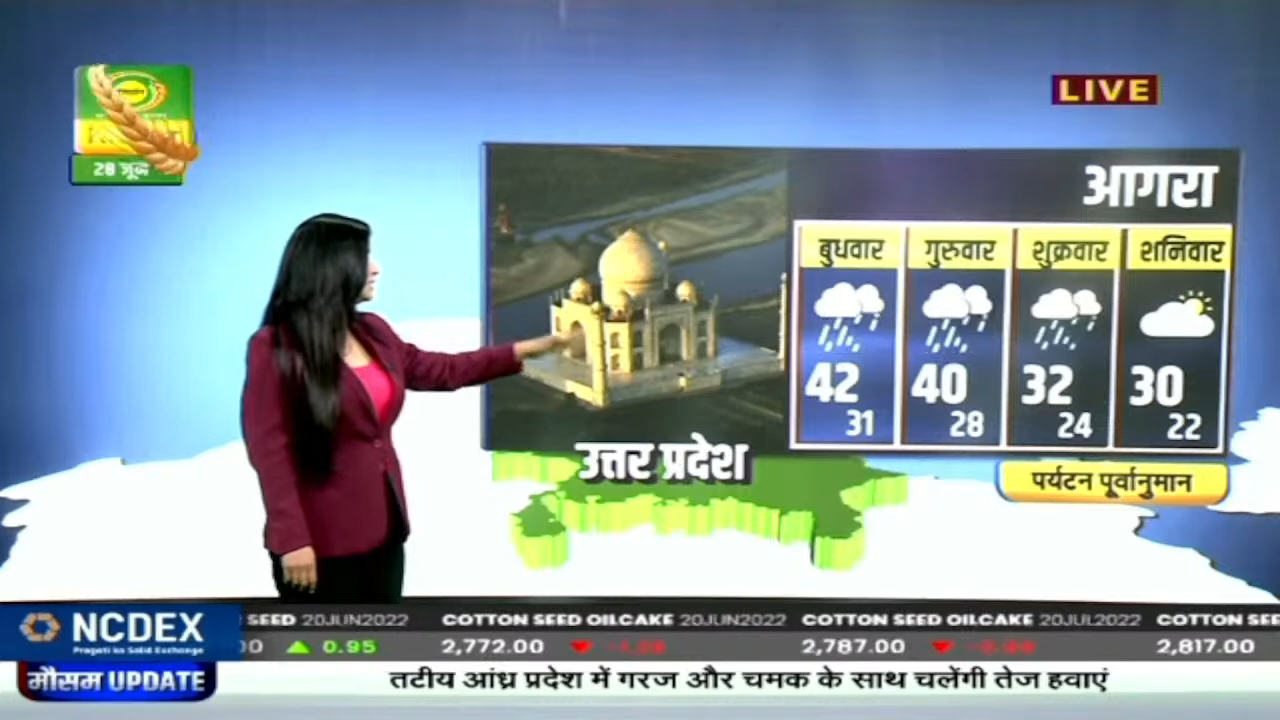 28 जून
LIVE
आगरा
बुधवार गुरुवार शुक्रवार शनिवार
42 40 32 30
31 28 24 22
उत्तर प्रदेश
पर्यटन पूर्वानुमान
NCDEX
SEED 20JUN2022 COTTON SEED OILCAKE 20JUN2022 COTTON SEED OILCAKE 20JUL2022 COTTON SEE
0.95 2,772.00 2,787.00 2,817.00
मौसम UPDATE
तटीय आंध्र प्रदेश में गरज और चमक के साथ चलेंगी तेज हवाएं